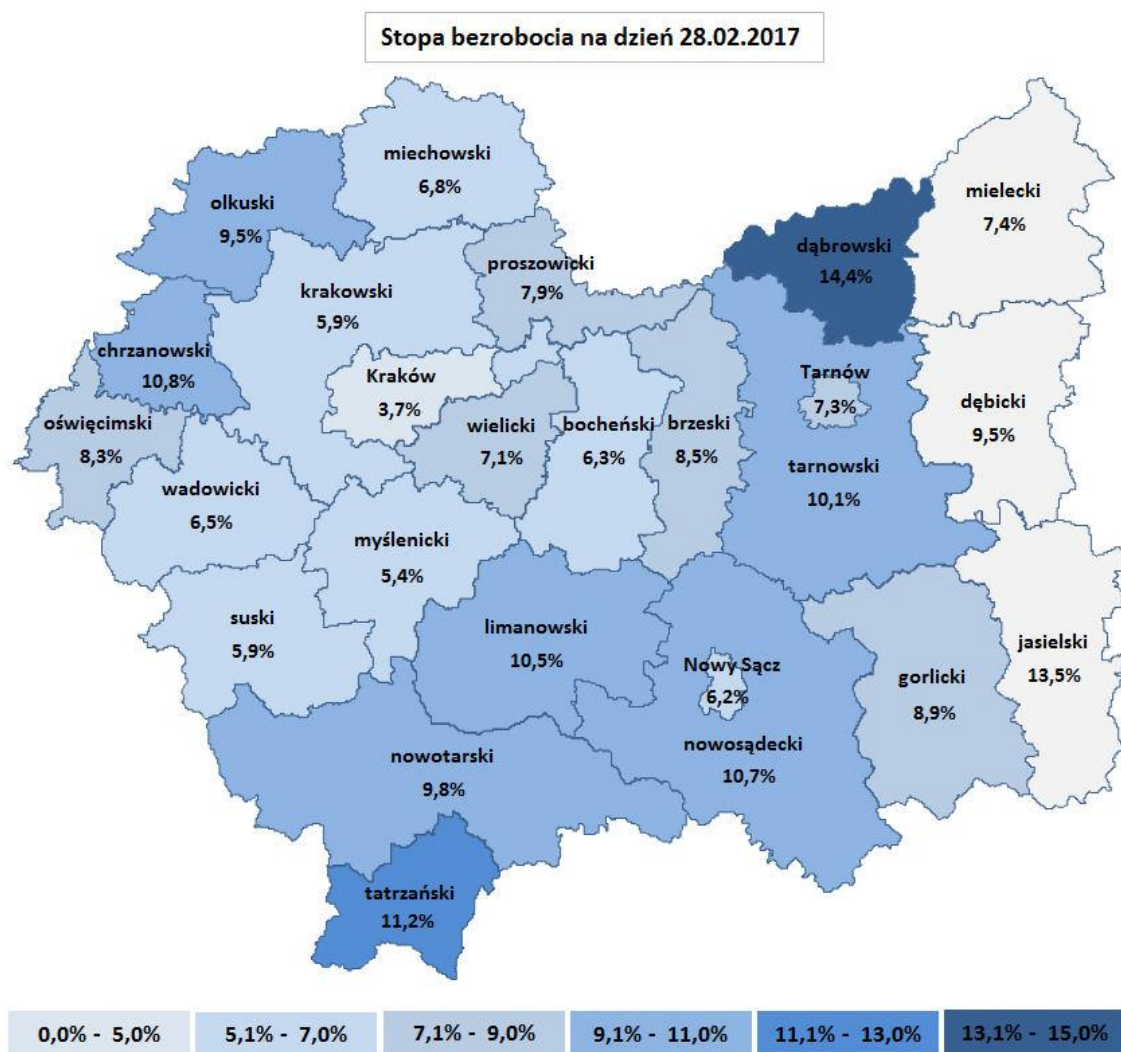 Stopa bezrobocia na dzień 28.02.2017
miechowski
6,8%
olkuski
9,5%
mielecki
7,4%
dąbrowski
14,4%
proszowicki
7,9%
krakowski
5,9%
chrzanowski
10,8%
Kraków
3,7%
Tarnów
7,3%
dębicki
9,5%
oświęcimski
8,3%
wielicki
7,1%
bocheński
6,3%
brzeski
8,5%
tarnowski
10,1%
wadowicki
6,5%
myślenicki
5,4%
suski
5,9%
limanowski
10,5%
Nowy Sącz
6,2%
gorlicki
8,9%
jasielski
13,5%
nowotarski
9,8%
nowosądecki
10,7%
tatrzański
11,2%
0,0% - 5,0%
5,1% - 7,0%
7,1% - 9,0%
9,1% - 11,0%
11,1% - 13,0%
13,1% - 15,0%